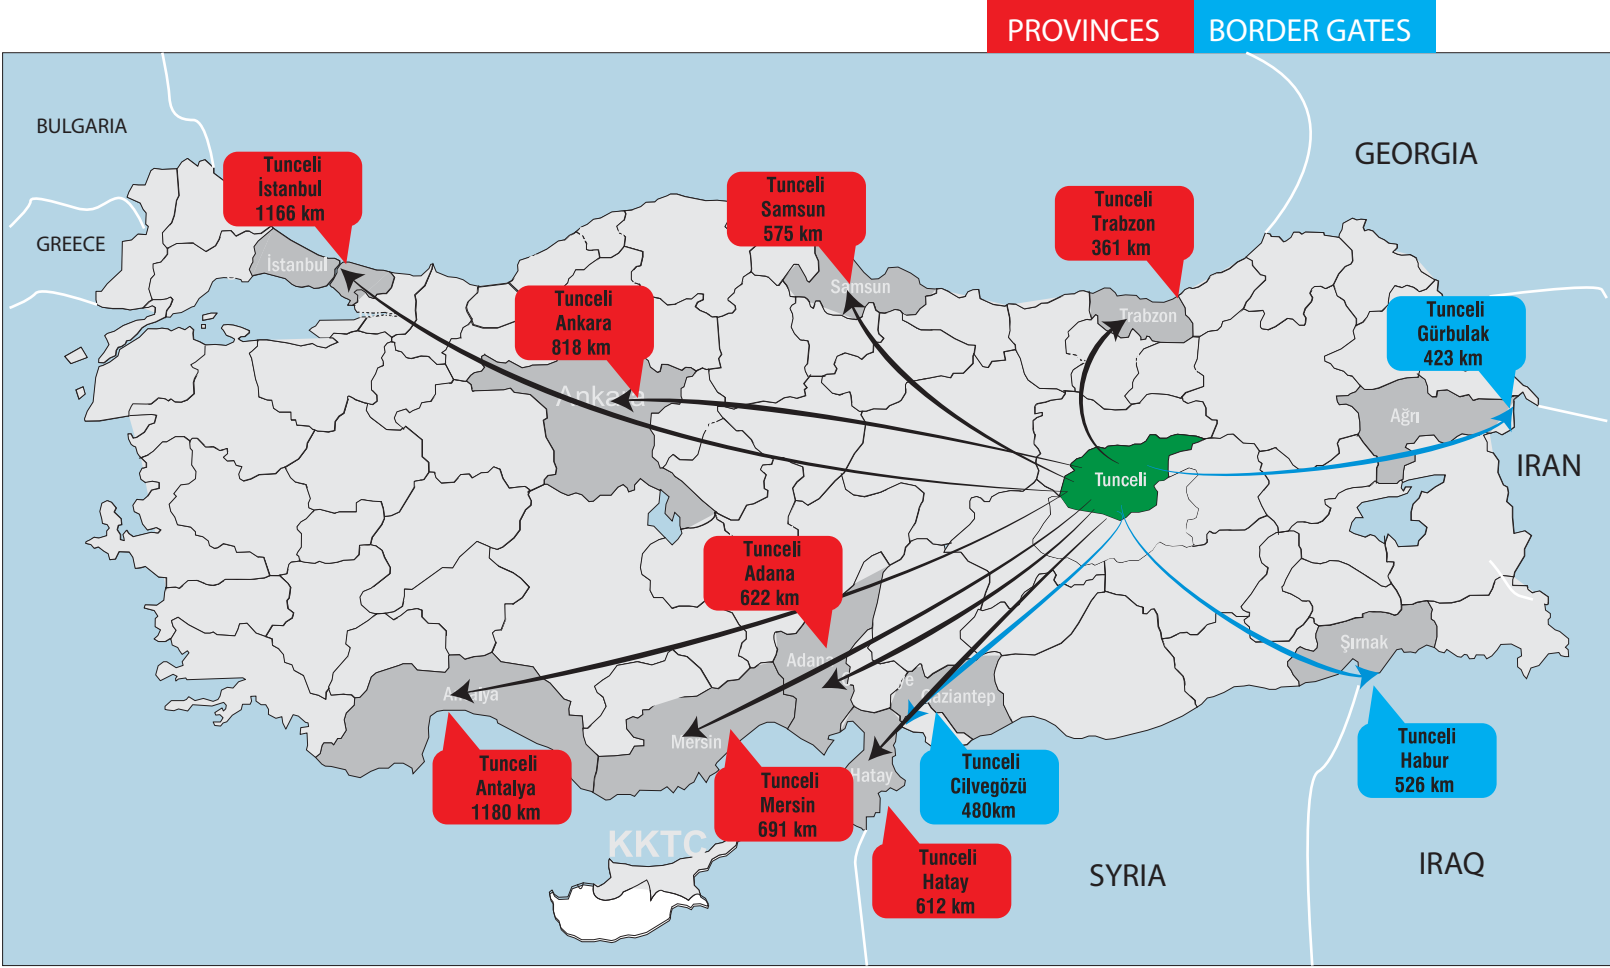 PROVINCES
BORDER GATES
BULGARIA
GREECE
GEORGIA
IRAN
IRAQ
SYRIA
KKTC
Tunceli
İstanbul
1166 km
Tunceli
Samsun
575 km
Tunceli
Trabzon
361 km
Tunceli
Ankara
818 km
Tunceli
Gürbulak
423 km
Tunceli
Adana
622 km
Tunceli
Antalya
1180 km
Tunceli
Mersin
691 km
Tunceli
Hatay
612 km
Tunceli
Cilvegözü
480km
Tunceli
Habur
526 km
İstanbul
Samsun
Trabzon
Ankara
Ağrı
Tunceli
Şırnak
Adana
Gaziantep
Antalya
Mersin
Hatay